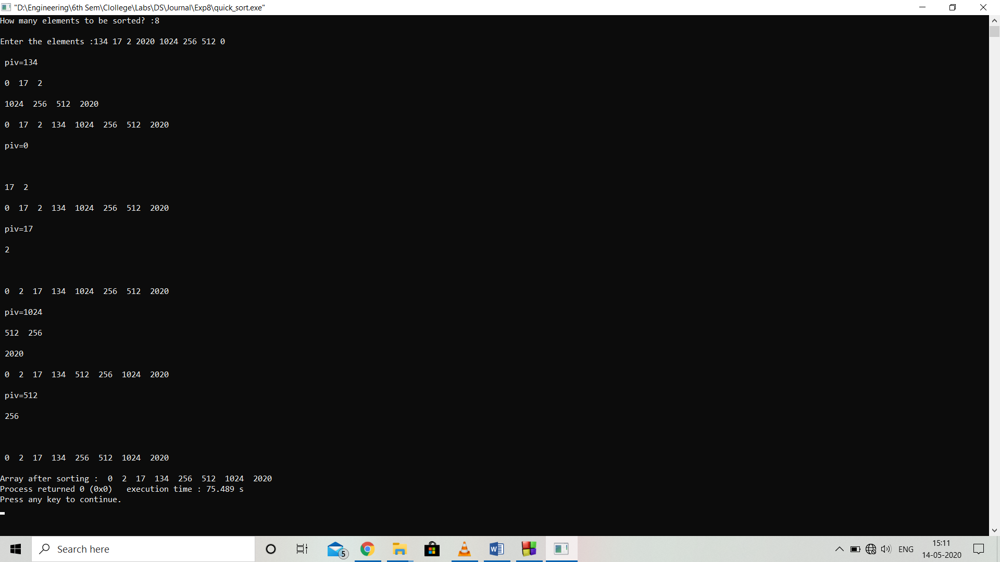 "D:\Engineering\6th Sem\Clollege\Labs\DS\Journal\Exp8\quick_sort.exe"
How many elements to be sorted? :8
Enter the elements :134 17 2 2020 1024 256 512 0
piv=134
0  17  2
1024  256  512  2020
0  17  2  134  1024  256  512  2020
piv=0
17  2
0  17  2  134  1024  256  512  2020
piv=17
2
0  2  17  134  1024  256  512  2020
piv=1024
512  256
2020
0  2  17  134  512  256  1024  2020
piv=512
256
0  2  17  134  256  512  1024  2020
Array after sorting :  0  2  17  134  256  512  1024  2020
Process returned 0 (0x0)   execution time : 75.489 s
Press any key to continue.
Search here
5
W
ENG
15:11
14-05-2020